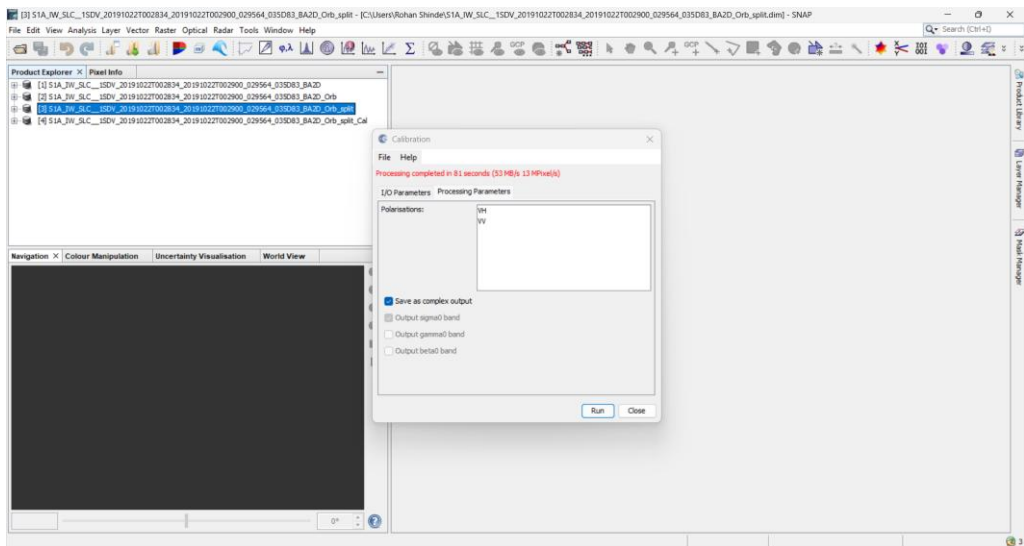 [3] S1A_IW_SLC__1SDV_20191022T002834_20191022T002900_029564_035D83_BA2D_Orb_split - [C:\Users\Rohan Shinde\S1A_IW_SLC__1SDV_20191022T002834_20191022T002900_029564_035D83_BA2D_Orb_split.dim] - SNAP
File Edit View Analysis Layer Vector Raster Optical Radar Tools Window Help
Search (Ctrl+I)
Product Explorer × Pixel Info
[1] S1A_IW_SLC__1SDV_20191022T002834_20191022T002900_029564_035D83_BA2D
[2] S1A_IW_SLC__1SDV_20191022T002834_20191022T002900_029564_035D83_BA2D_Orb
[3] S1A_IW_SLC__1SDV_20191022T002834_20191022T002900_029564_035D83_BA2D_Orb_split
[4] S1A_IW_SLC__1SDV_20191022T002834_20191022T002900_029564_035D83_BA2D_Orb_split_Cal
Calibration
File Help
Processing completed in 81 seconds (53 MB/s 13 MPixel/s)
I/O Parameters Processing Parameters
Polarisations:
VH
VV
Save as complex output
Output sigma0 band
Output gamma0 band
Output beta0 band
Run Close
Navigation × Colour Manipulation Uncertainty Visualisation World View
0°
Product Library
Layer Manager
Mask Manager